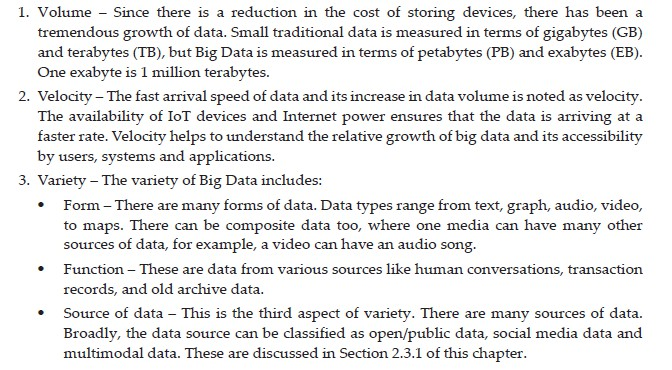 1. Volume – Since there is a reduction in the cost of storing devices, there has been a
tremendous growth of data. Small traditional data is measured in terms of gigabytes (GB)
and terabytes (TB), but Big Data is measured in terms of petabytes (PB) and exabytes (EB).
One exabyte is 1 million terabytes.
2. Velocity – The fast arrival speed of data and its increase in data volume is noted as velocity.
The availability of IoT devices and Internet power ensures that the data is arriving at a
faster rate. Velocity helps to understand the relative growth of big data and its accessibility
by users, systems and applications.
3. Variety – The variety of Big Data includes:
• Form – There are many forms of data. Data types range from text, graph, audio, video,
to maps. There can be composite data too, where one media can have many other
sources of data, for example, a video can have an audio song.
• Function – These are data from various sources like human conversations, transaction
records, and old archive data.
• Source of data – This is the third aspect of variety. There are many sources of data.
Broadly, the data source can be classified as open/public data, social media data and
multimodal data. These are discussed in Section 2.3.1 of this chapter.